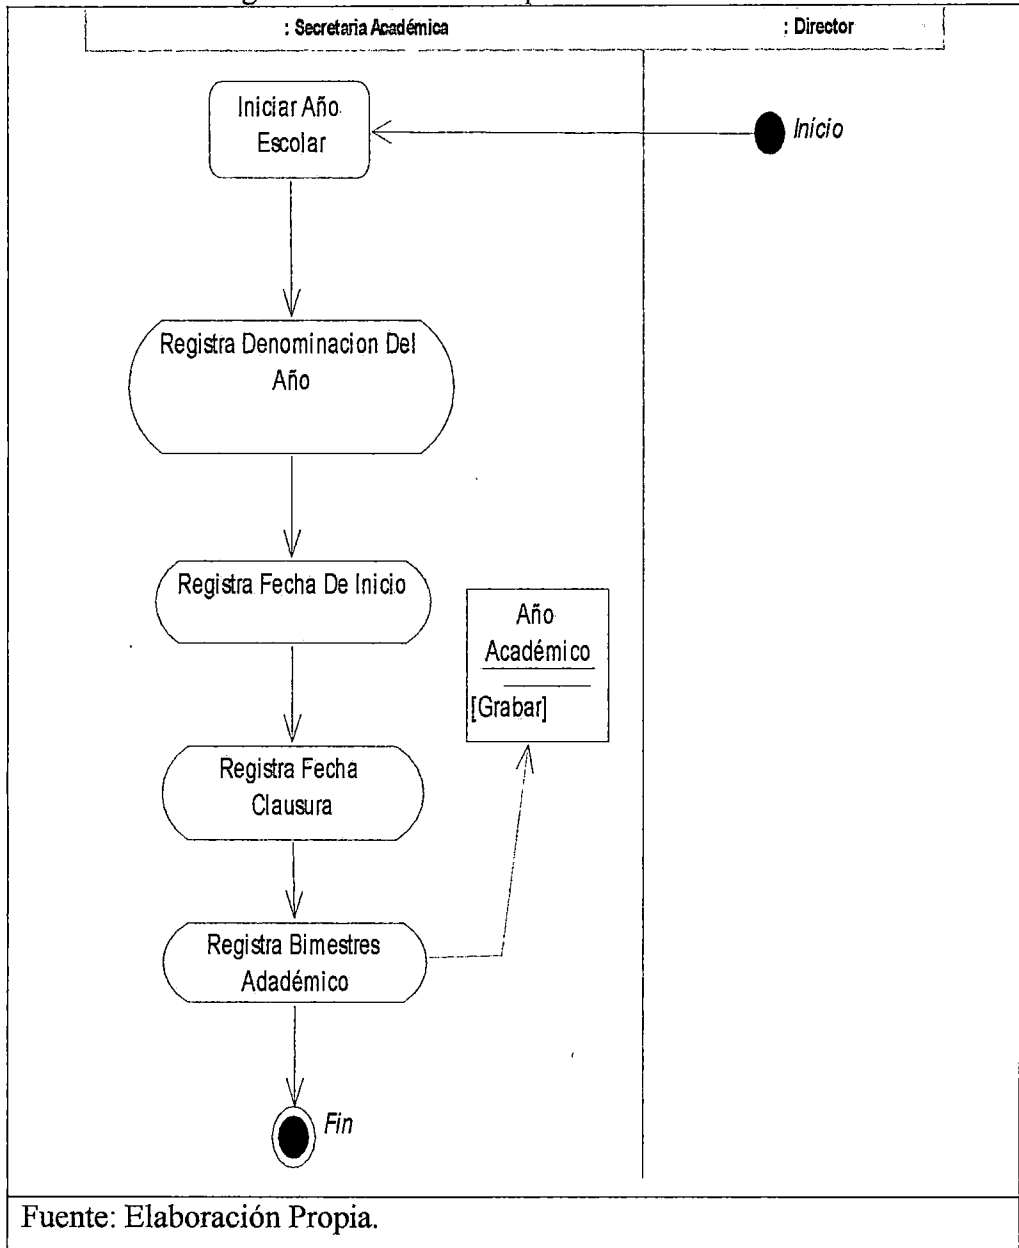 : Secretaria Académica
: Director
Iniciar Año
Escolar
Início
Registra Denominacion Del
Año
Registra Fecha De Inicio
Año
Académico
[Grabar]
Registra Fecha
Clausura
Registra Bimestres
Adadémico
Fin
Fuente: Elaboración Propia.